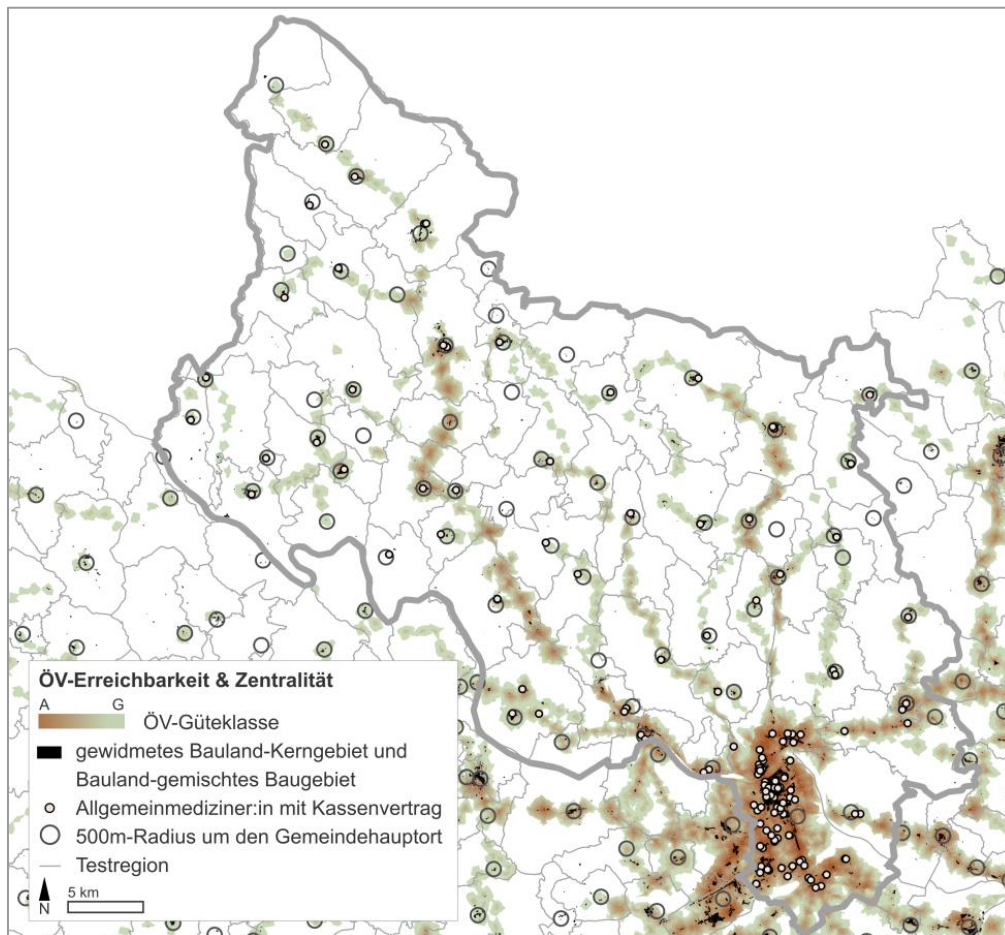 ÖV-Erreichbarkeit & Zentralität
A G
ÖV-Güteklasse
gewidmetes Bauland-Kerngebiet und
Bauland-gemischtes Baugebiet
Allgemeinmediziner:in mit Kassenvertrag
500m-Radius um den Gemeindehauptort
Testregion
5 km
N